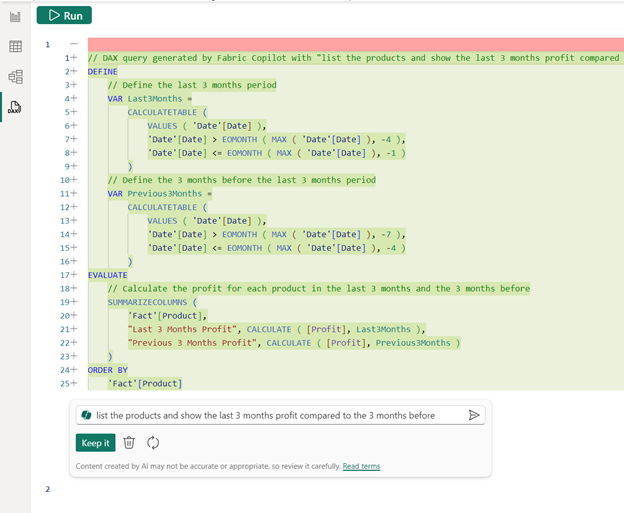 Run
1 —
1+ // DAX query generated by Fabric Copilot with "list the products and show the last 3 months profit compared
2+ DEFINE
3+ // Define the last 3 months period
4+ VAR Last3Months =
5+ CALCULATETABLE (
6+ VALUES ( 'Date'[Date] ),
7+ 'Date'[Date] > EOMONTH ( MAX ( 'Date'[Date] ), -4 ),
8+ 'Date'[Date] <= EOMONTH ( MAX ( 'Date'[Date] ), -1 )
9+ )
10+ // Define the 3 months before the last 3 months period
11+ VAR Previous3Months =
12+ CALCULATETABLE (
13+ VALUES ( 'Date'[Date] ),
14+ 'Date'[Date] > EOMONTH ( MAX ( 'Date'[Date] ), -7 ),
15+ 'Date'[Date] <= EOMONTH ( MAX ( 'Date'[Date] ), -4 )
16+ )
17+ EVALUATE
18+ // Calculate the profit for each product in the last 3 months and the 3 months before
19+ SUMMARIZECOLUMNS (
20+ 'Fact'[Product],
21+ "Last 3 Months Profit", CALCULATE ( [Profit], Last3Months ),
22+ "Previous 3 Months Profit", CALCULATE ( [Profit], Previous3Months )
23+ )
24+ ORDER BY
25+ 'Fact'[Product]
list the products and show the last 3 months profit compared to the 3 months before
Keep it
Content created by AI may not be accurate or appropriate, so review it carefully. Read terms
2
DAX